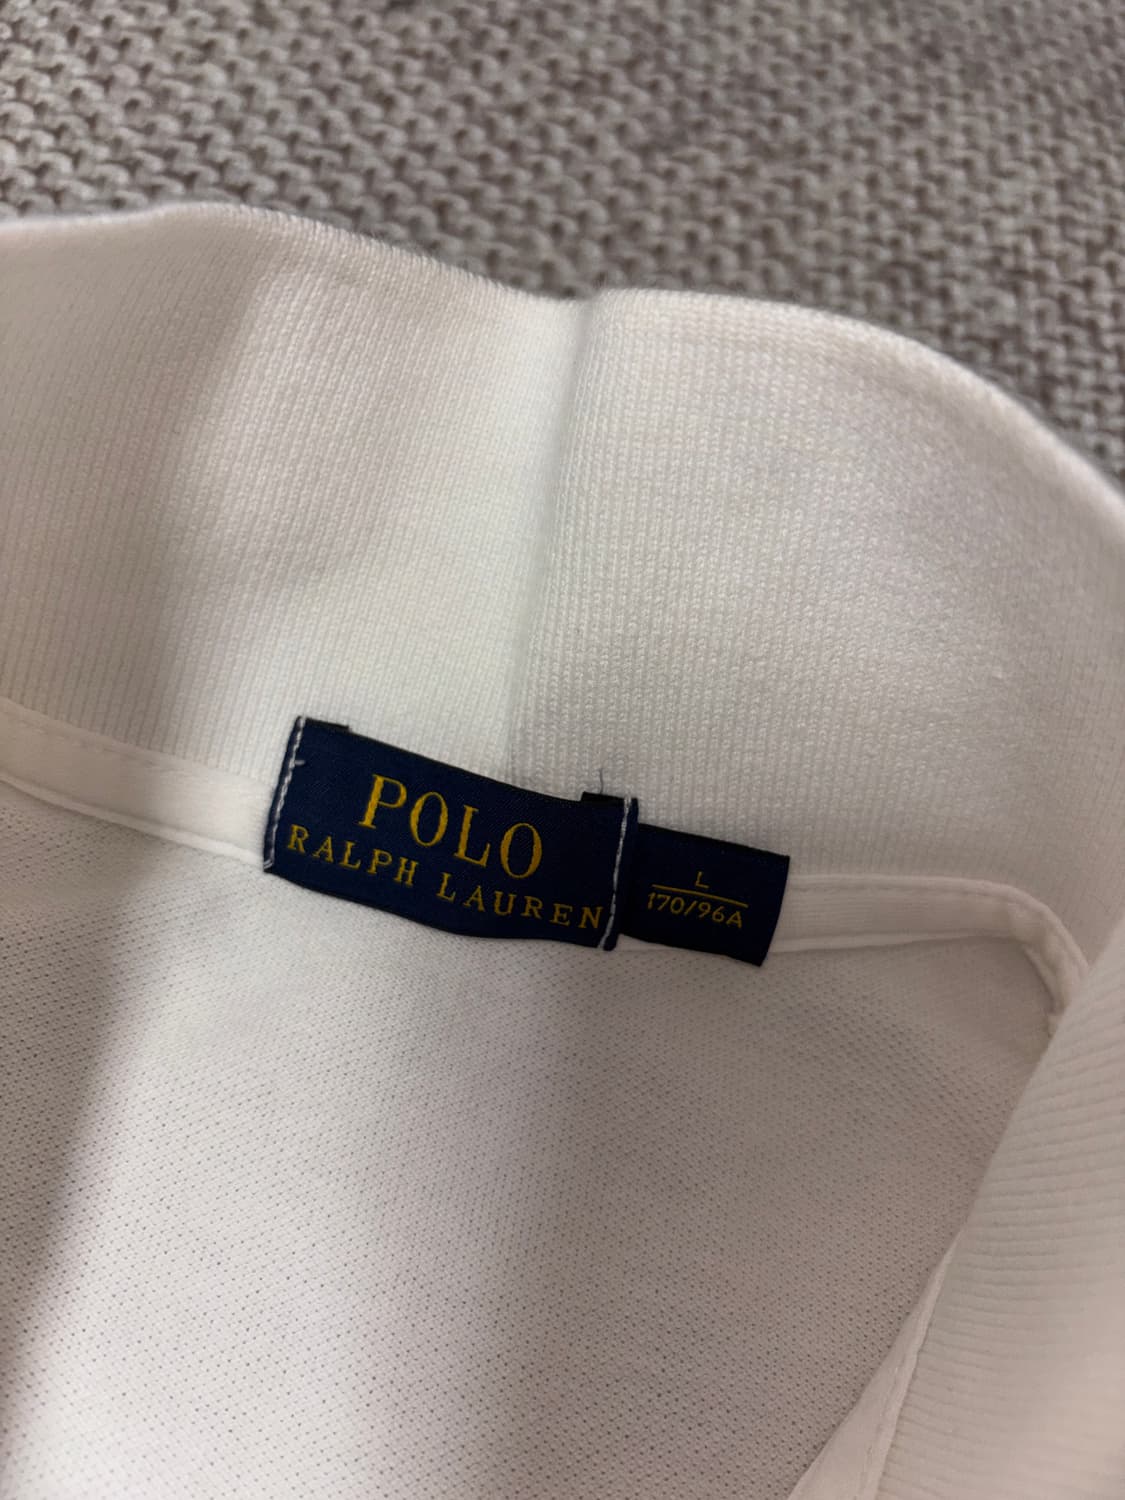 POLO
RALPH LAUREN
L
170/96A